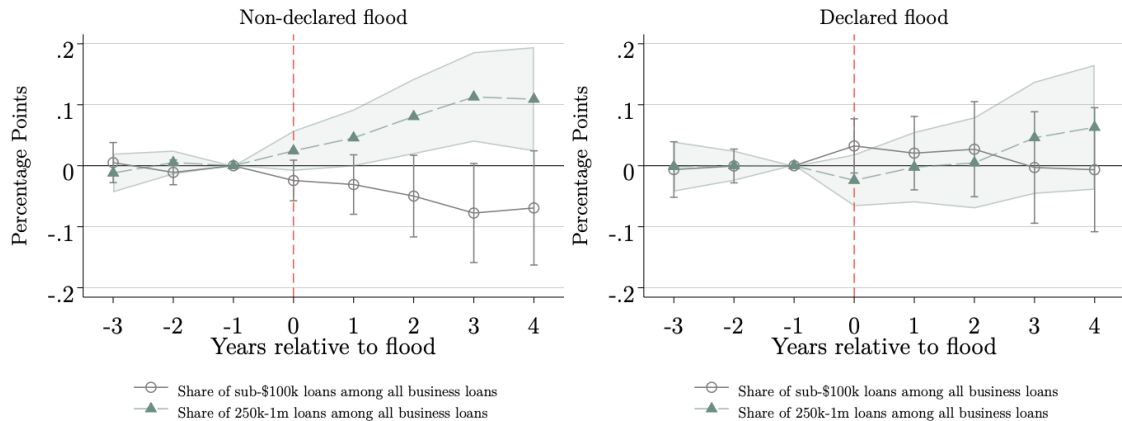 Non-declared flood
Percentage Points
.2
.1
0
-.1
-.2
-3 -2 -1 0 1 2 3 4
Years relative to flood
Share of sub-$100k loans among all business loans
Share of 250k-1m loans among all business loans
Declared flood
Percentage Points
.2
.1
0
-.1
-.2
-3 -2 -1 0 1 2 3 4
Years relative to flood
Share of sub-$100k loans among all business loans
Share of 250k-1m loans among all business loans